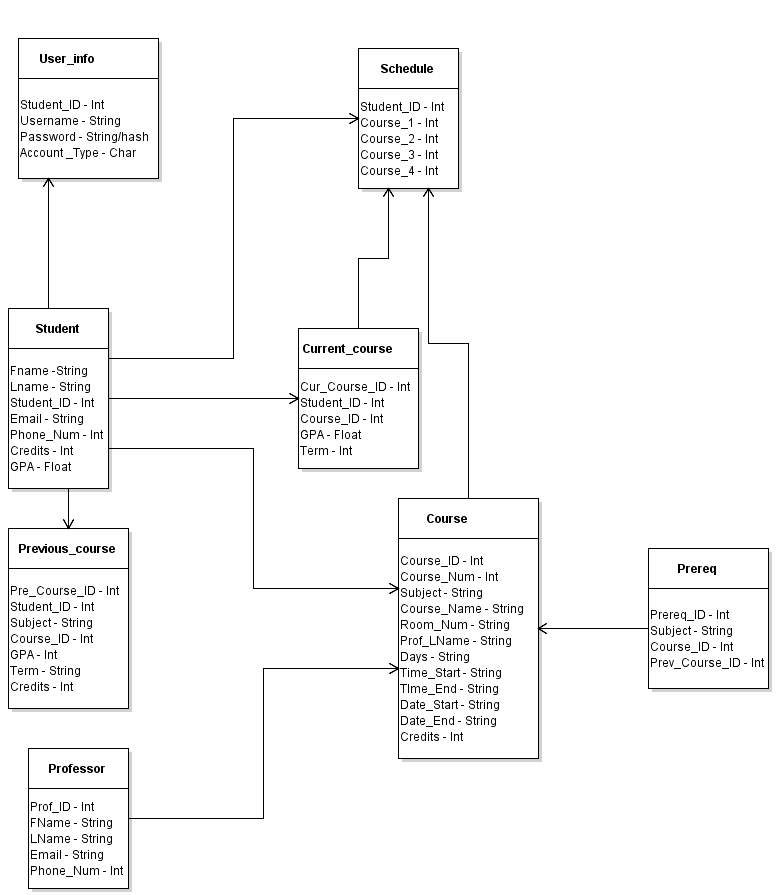 User_info
Student_ID - Int
Username - String
Password - String/hash
Account _Type - Char
Schedule
Student_ID - Int
Course_1 - Int
Course_2 - Int
Course_3 - Int
Course_4 - Int
Student
Fname -String
Lname - String
Student_ID - Int
Email - String
Phone_Num - Int
Credits - Int
GPA - Float
Current_course
Cur_Course_ID - Int
Student_ID - Int
Course_ID - Int
GPA - Float
Term - Int
Previous_course
Pre_Course_ID - Int
Student_ID - Int
Subject - String
Course_ID - Int
GPA - Int
Term - String
Credits - Int
Course
Course_ID - Int
Course_Num - Int
Subject - String
Course_Name - String
Room_Num - String
Prof_LName - String
Days - String
Time_Start - String
TIme_End - String
Date_Start - String
Date_End - String
Credits - Int
Prereq
Prereq_ID - Int
Subject - String
Course_ID - Int
Prev_Course_ID - Int
Professor
Prof_ID - Int
FName - String
LName - String
Email - String
Phone_Num - Int